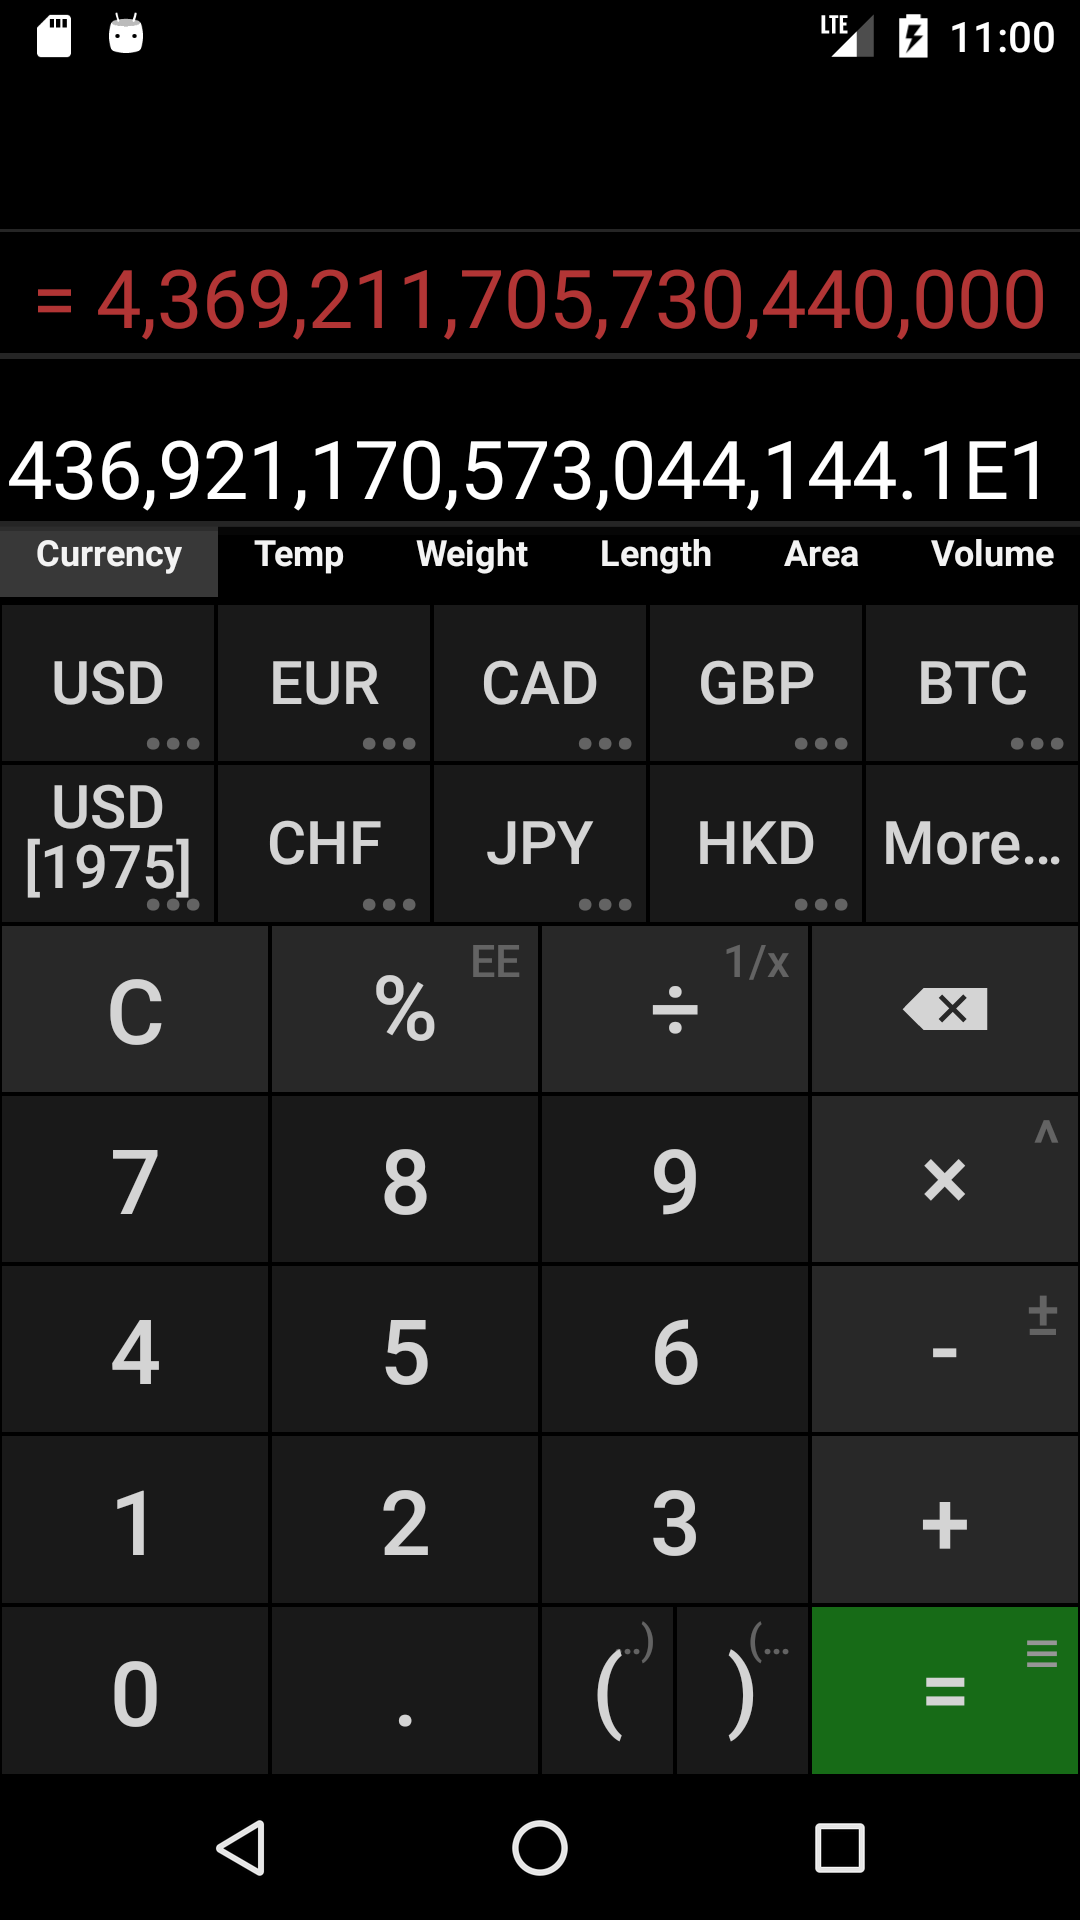 LTE 11:00
= 4,369,211,705,730,440,000
436,921,170,573,044,144.1E1
Currency Temp Weight Length Area Volume
USD EUR CAD GBP BTC
USD [1975] CHF JPY HKD More...
C % EE ÷ 1/x
7 8 9 × ^
4 5 6 - ±
1 2 3 +
0 . ( ..) ) (... =